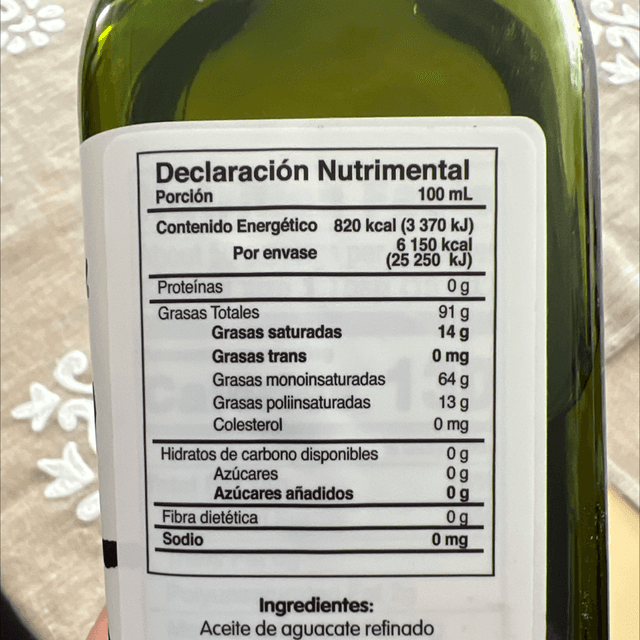 Declaración Nutrimental
Porción 100 mL
Contenido Energético 820 kcal (3 370 kJ)
Por envase 6 150 kcal
(25 250 kJ)
Proteínas 0 g
Grasas Totales 91 g
Grasas saturadas 14 g
Grasas trans 0 mg
Grasas monoinsaturadas 64 g
Grasas poliinsaturadas 13 g
Colesterol 0 mg
Hidratos de carbono disponibles 0 g
Azúcares 0 g
Azúcares añadidos 0 g
Fibra dietética 0 g
Sodio 0 mg
Ingredientes:
Aceite de aguacate refinado